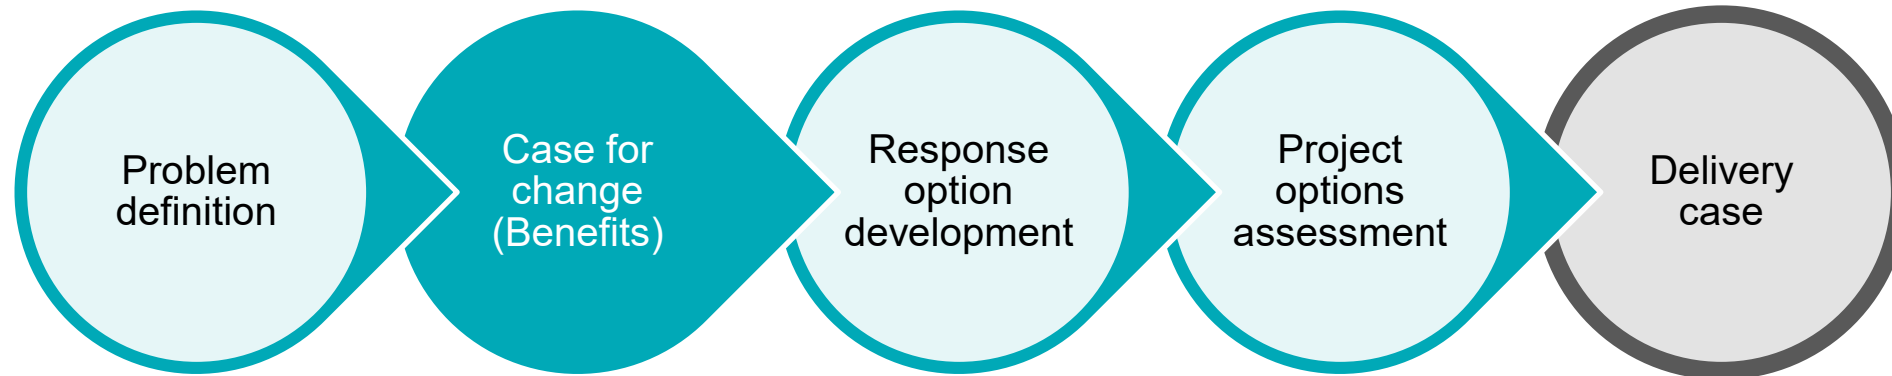 Problem
definition
Case for
change
(Benefits)
Response
option
development
Project
options
assessment
Delivery
case